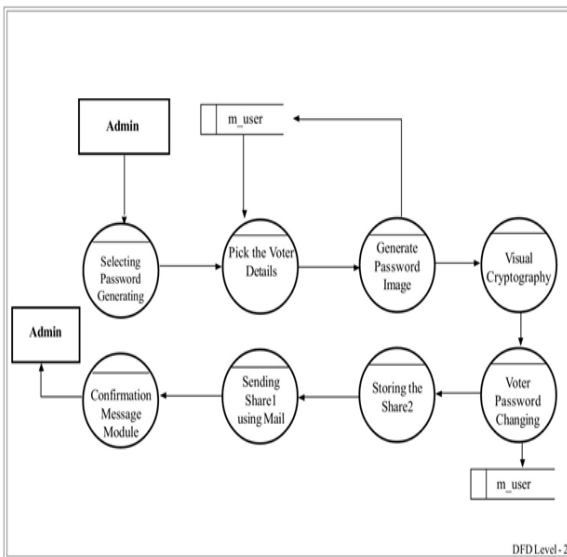 Admin
m_user
Selecting
Password
Generating
Pick the Voter
Details
Generate
Password
Image
Visual
Cryptography
Admin
Confirmation
Message
Module
Sending
Share1
using Mail
Storing the
Share2
Voter
Password
Changing
m_user
DFD Level - 2